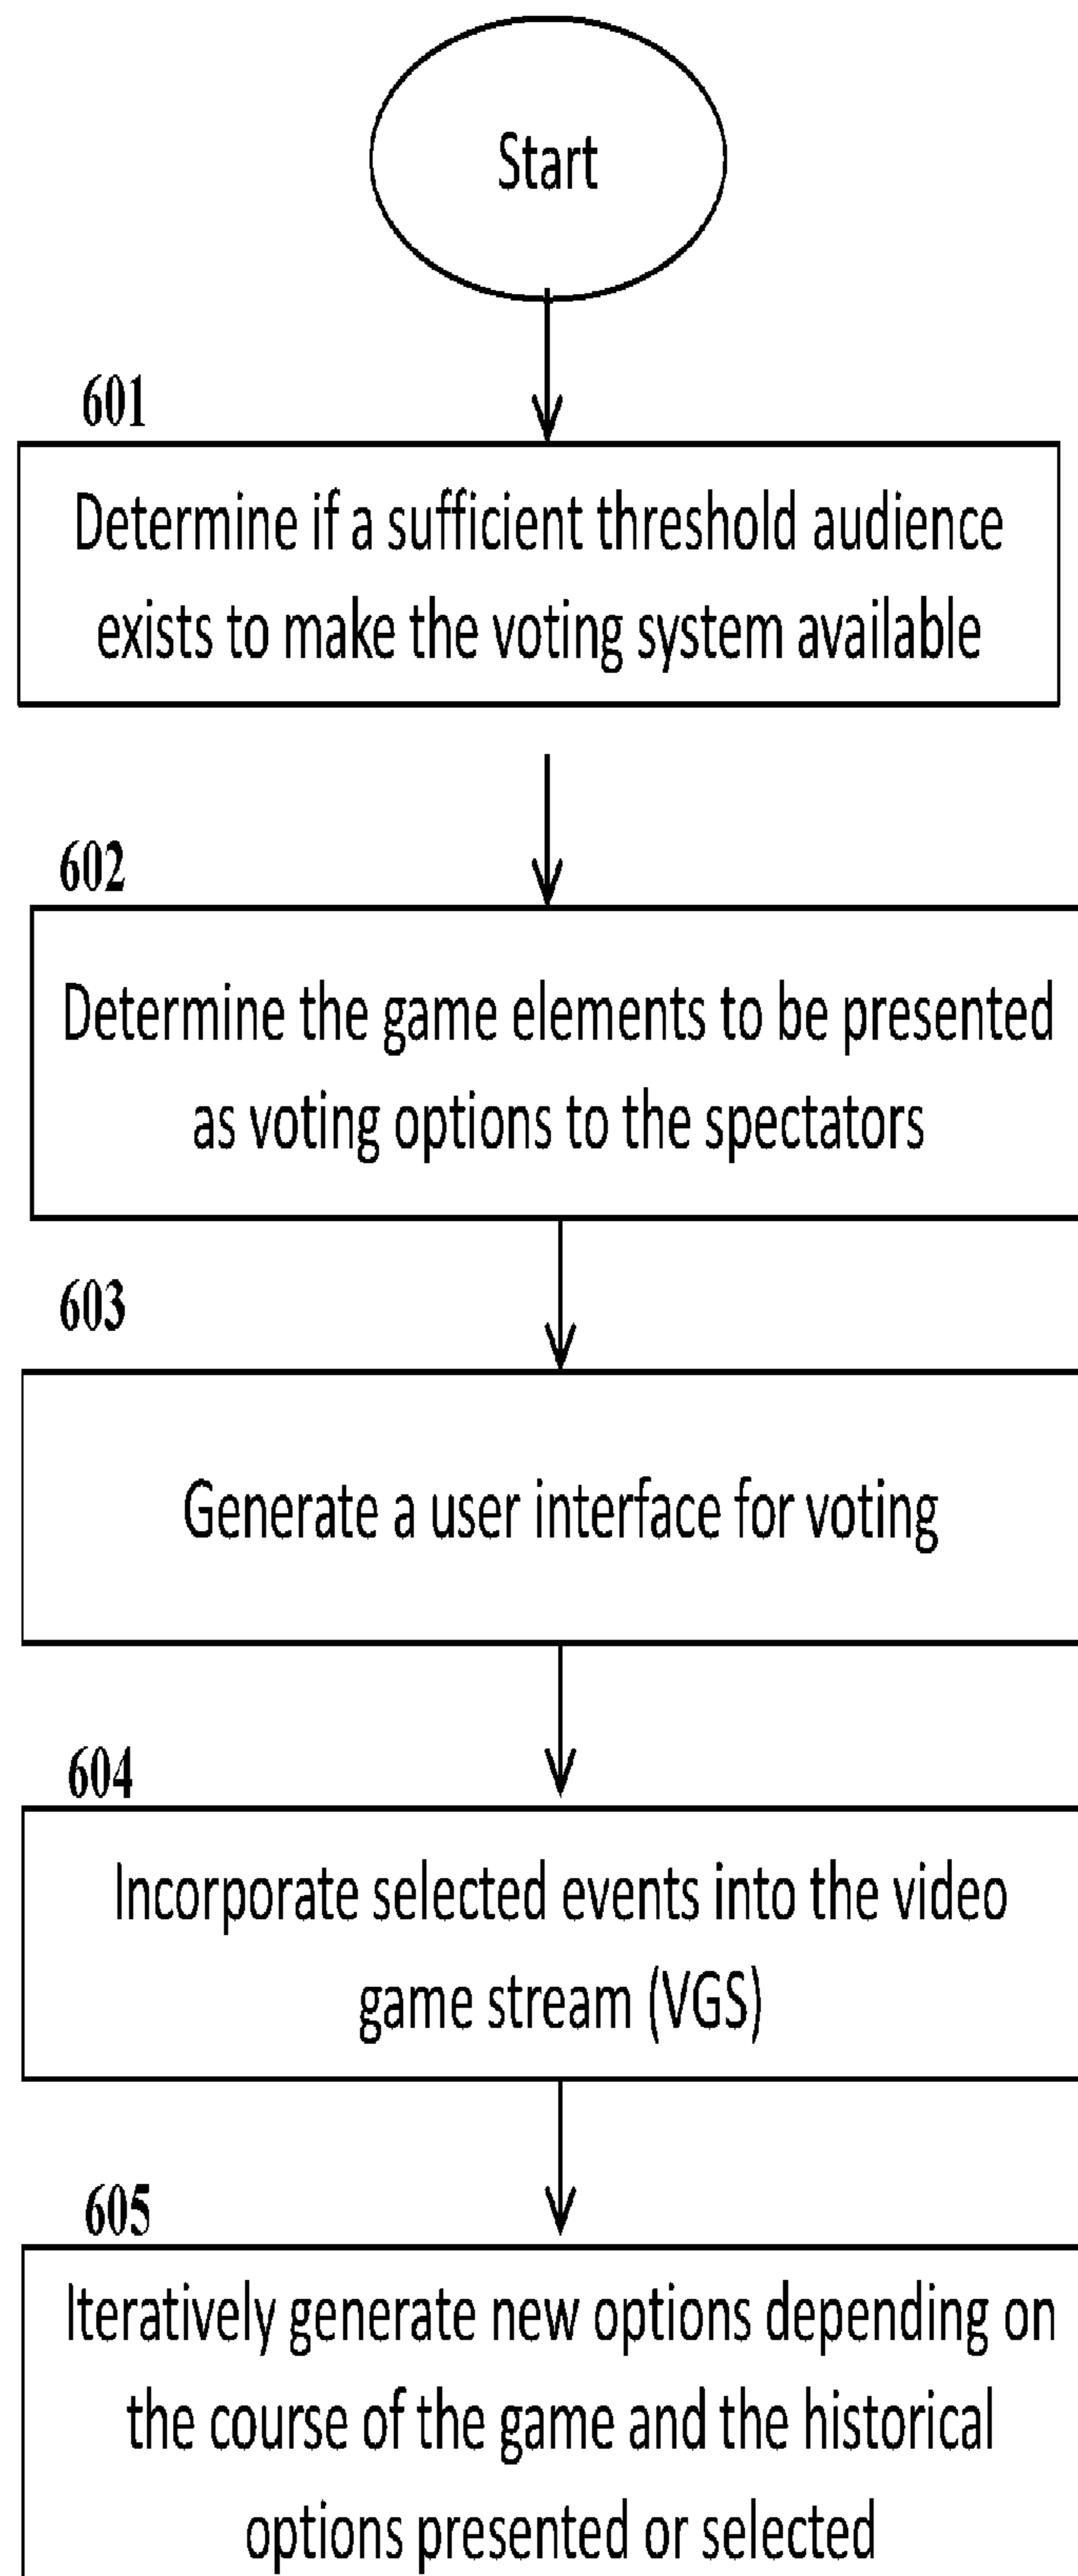 Start
601
Determine if a sufficient threshold audience
exists to make the voting system available
602
Determine the game elements to be presented
as voting options to the spectators
603
Generate a user interface for voting
604
Incorporate selected events into the video
game stream (VGS)
605
Iteratively generate new options depending on
the course of the game and the historical
options presented or selected